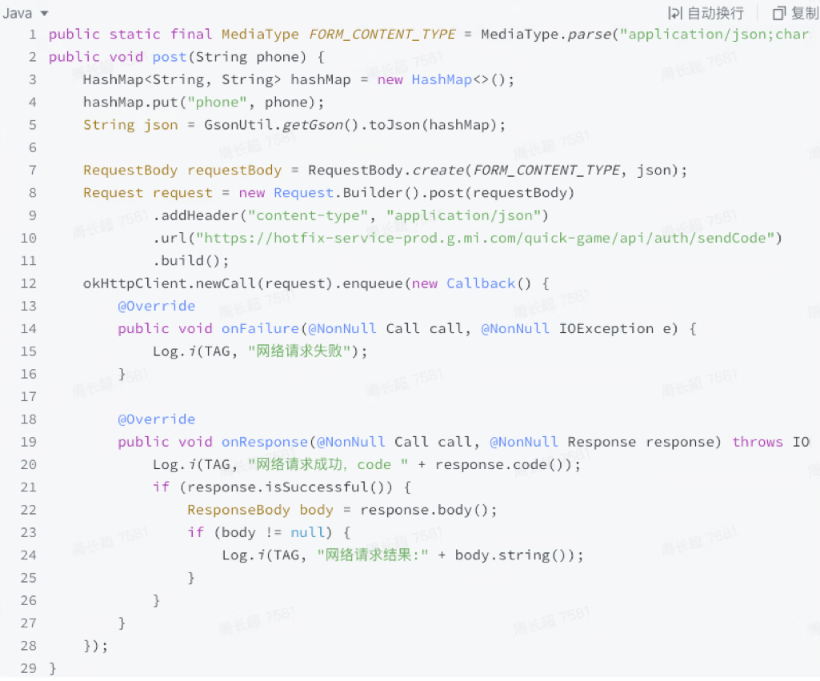 Java 自动换行 复制
1 public static final MediaType FORM_CONTENT_TYPE = MediaType.parse("application/json;char
2 public void post(String phone) {
3     HashMap<String, String> hashMap = new HashMap<>();
4     hashMap.put("phone", phone);
5     String json = GsonUtil.getGson().toJson(hashMap);
6
7     RequestBody requestBody = RequestBody.create(FORM_CONTENT_TYPE, json);
8     Request request = new Request.Builder().post(requestBody)
9             .addHeader("content-type", "application/json")
10             .url("https://hotfix-service-prod.g.mi.com/quick-game/api/auth/sendCode")
11             .build();
12     okHttpClient.newCall(request).enqueue(new Callback() {
13         @Override
14         public void onFailure(@NonNull Call call, @NonNull IOException e) {
15             Log.i(TAG, "网络请求失败");
16         }
17
18         @Override
19         public void onResponse(@NonNull Call call, @NonNull Response response) throws IO
20             Log.i(TAG, "网络请求成功，code " + response.code());
21             if (response.isSuccessful()) {
22                 ResponseBody body = response.body();
23                 if (body != null) {
24                     Log.i(TAG, "网络请求结果:" + body.string());
25                 }
26             }
27         }
28     });
29 }